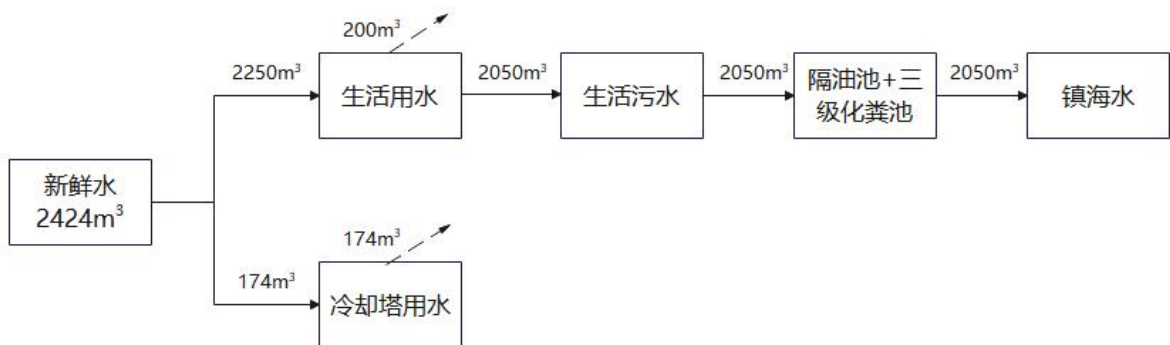 200m³
2250m³
生活用水
2050m³
生活污水
2050m³
隔油池+三
级化粪池
2050m³
镇海水
新鲜水
2424m³
174m³
174m³
冷却塔用水